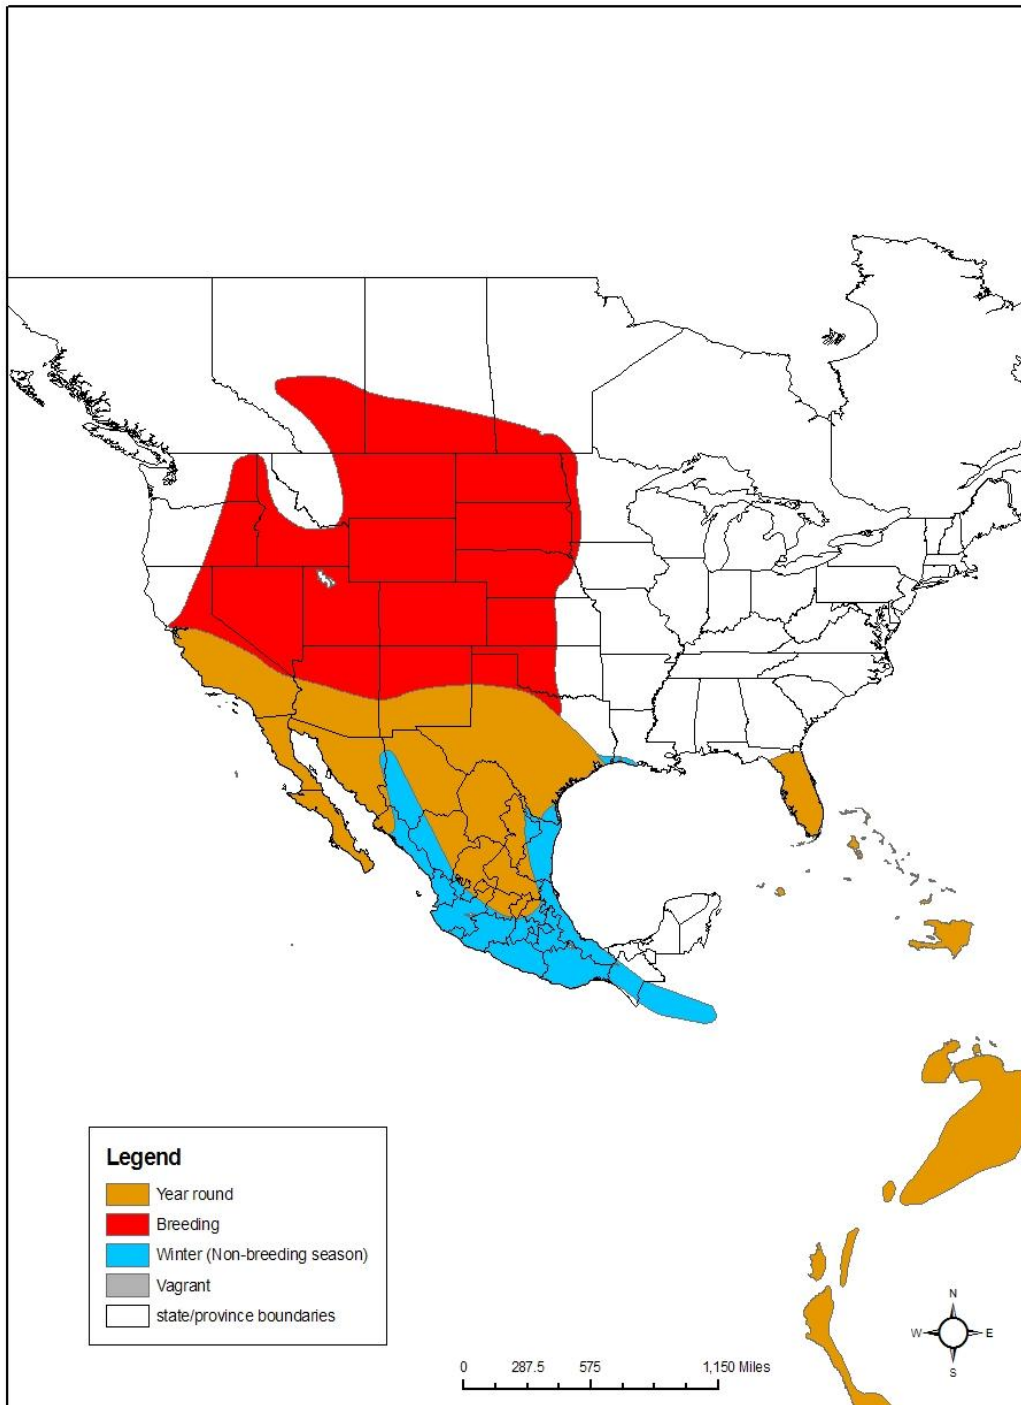 Legend
Year round
Breeding
Winter (Non-breeding season)
Vagrant
state/province boundaries
N
W E
S
0 287.5 575 1,150 Miles